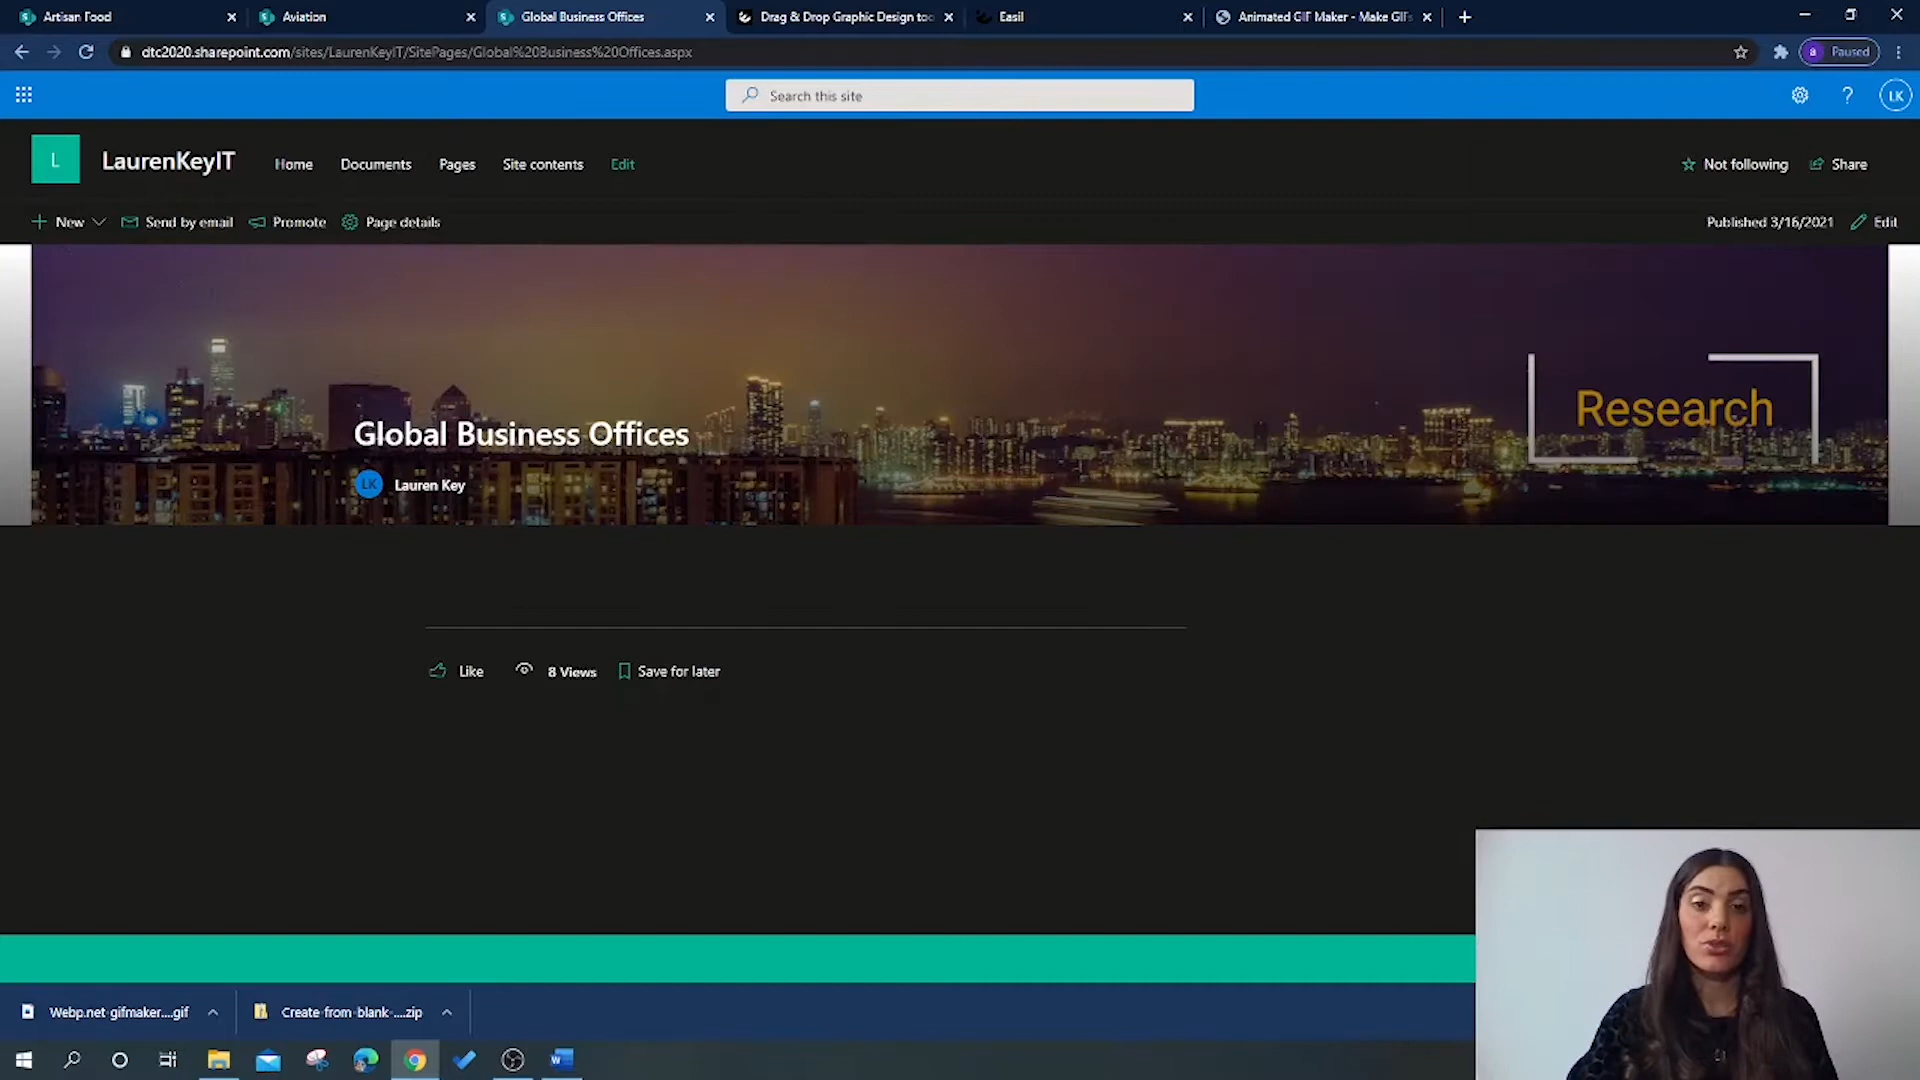 Artisan Food
Aviation
Global Business Offices
Drag & Drop Graphic Design too
Easil
Animated GIF Maker - Make GIFs
dtc2020.sharepoint.com/sites/LaurenKeyIT/SitePages/Global%20Business%20Offices.aspx
a Paused
Search this site
LK
L
LaurenKeyIT
Home
Documents
Pages
Site contents
Edit
Not following
Share
New
Send by email
Promote
Page details
Published 3/16/2021
Edit
Research
Global Business Offices
LK Lauren Key
Like
8 Views
Save for later
Webp.net-gifmaker....gif
Create-from-blank-....zip